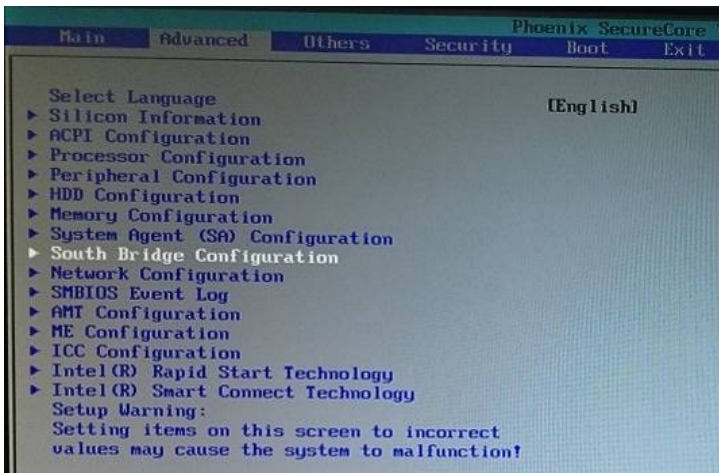 Phoenix SecureCore
Main Advanced Others Security Boot Exit
Select Language [English]
▶ Silicon Information
▶ ACPI Configuration
▶ Processor Configuration
▶ Peripheral Configuration
▶ HDD Configuration
▶ Memory Configuration
▶ System Agent (SA) Configuration
▶ South Bridge Configuration
▶ Network Configuration
▶ SMBIOS Event Log
▶ AMT Configuration
▶ ME Configuration
▶ ICC Configuration
▶ Intel(R) Rapid Start Technology
▶ Intel(R) Smart Connect Technology
Setup Warning:
Setting items on this screen to incorrect
values may cause the system to malfunction!